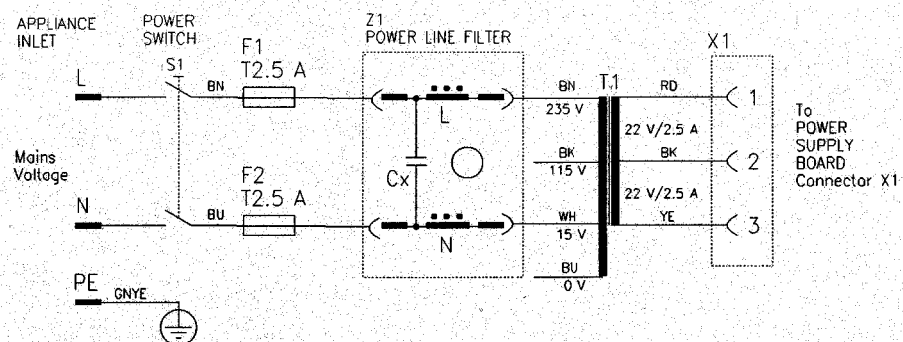 APPLIANCE
INLET
POWER
SWITCH
S1
L
BN
F1
T2.5 A
Z1
POWER LINE FILTER
L
Cx
N
BN
235 V
BK
115 V
WH
15 V
BU
0 V
T1
RD
22 V/2.5 A
BK
22 V/2.5 A
YE
X1
1
2
3
To
POWER
SUPPLY
BOARD
Connector X1
Mains
Voltage
N
BU
F2
T2.5 A
PE
GNYE